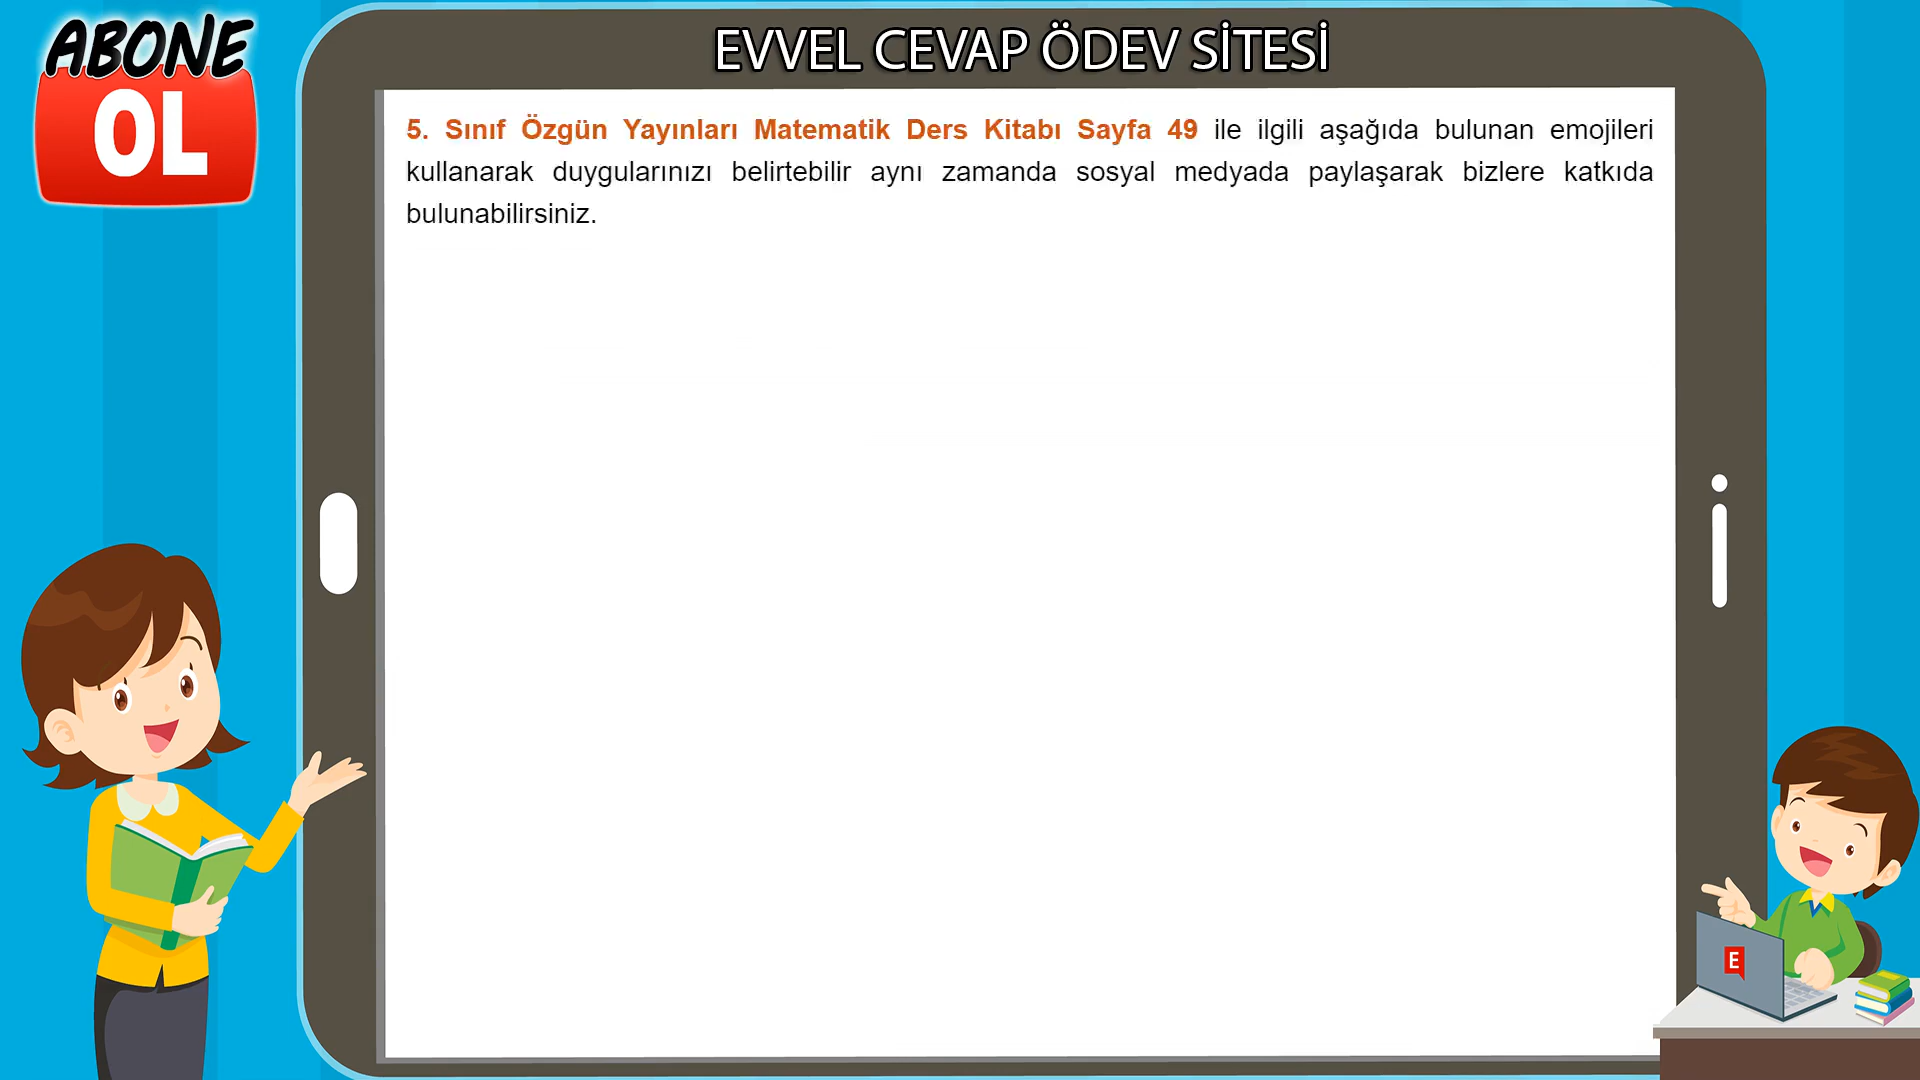 ABONE
OL
EVVEL CEVAP ÖDEV SİTESİ
5. Sınıf Özgün Yayınları Matematik Ders Kitabı Sayfa 49 ile ilgili aşağıda bulunan emojileri
kullanarak duygularınızı belirtebilir aynı zamanda sosyal medyada paylaşarak bizlere katkıda
bulunabilirsiniz.
E